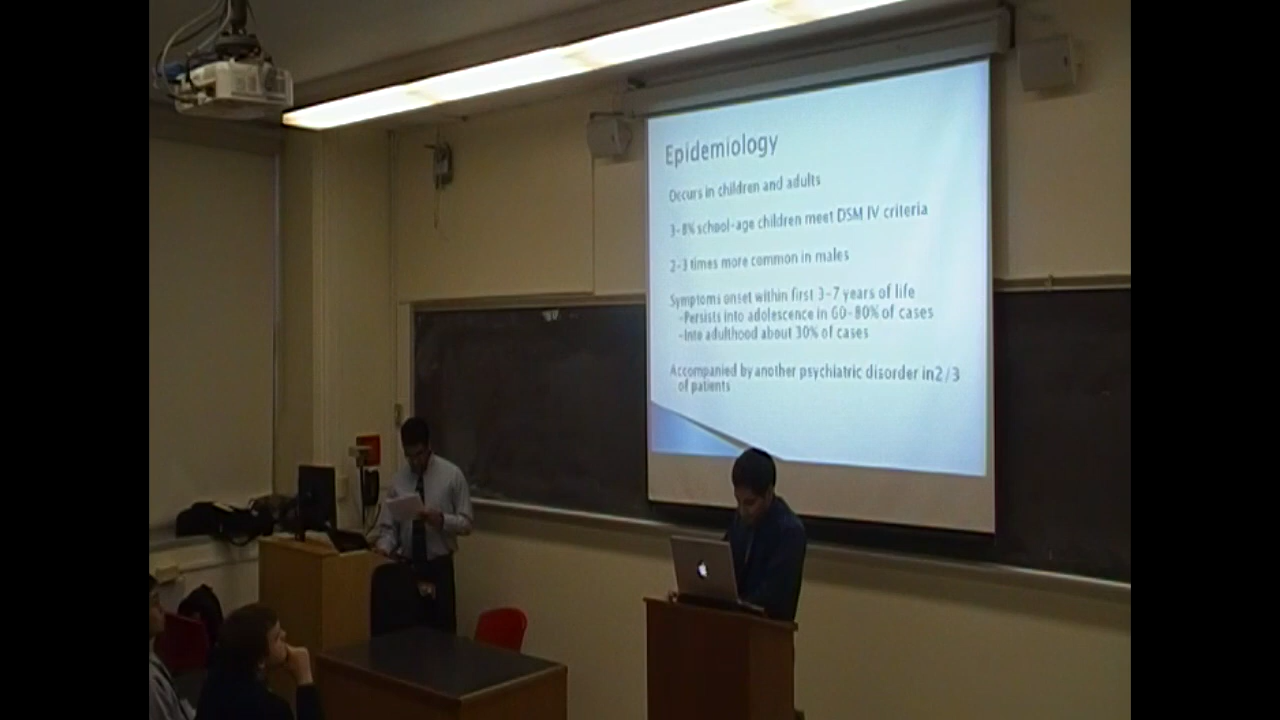 Epidemiology
Occurs in children and adults
3-8% school-age children meet DSM IV criteria
2-3 times more common in males
Symptoms onset within first 3-7 years of life
-Persists into adolescence in 60-80% of cases
-Into adulthood about 30% of cases
Accompanied by another psychiatric disorder in 2/3
of patients